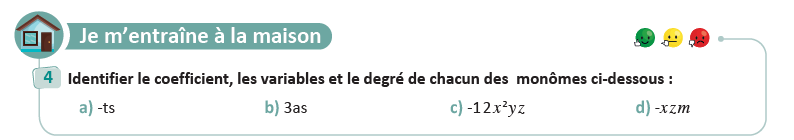 Je m’entraîne à la maison
4 Identifier le coefficient, les variables et le degré de chacun des monômes ci-dessous :
a) -ts b) 3as c) -12x²yz d) -xzm